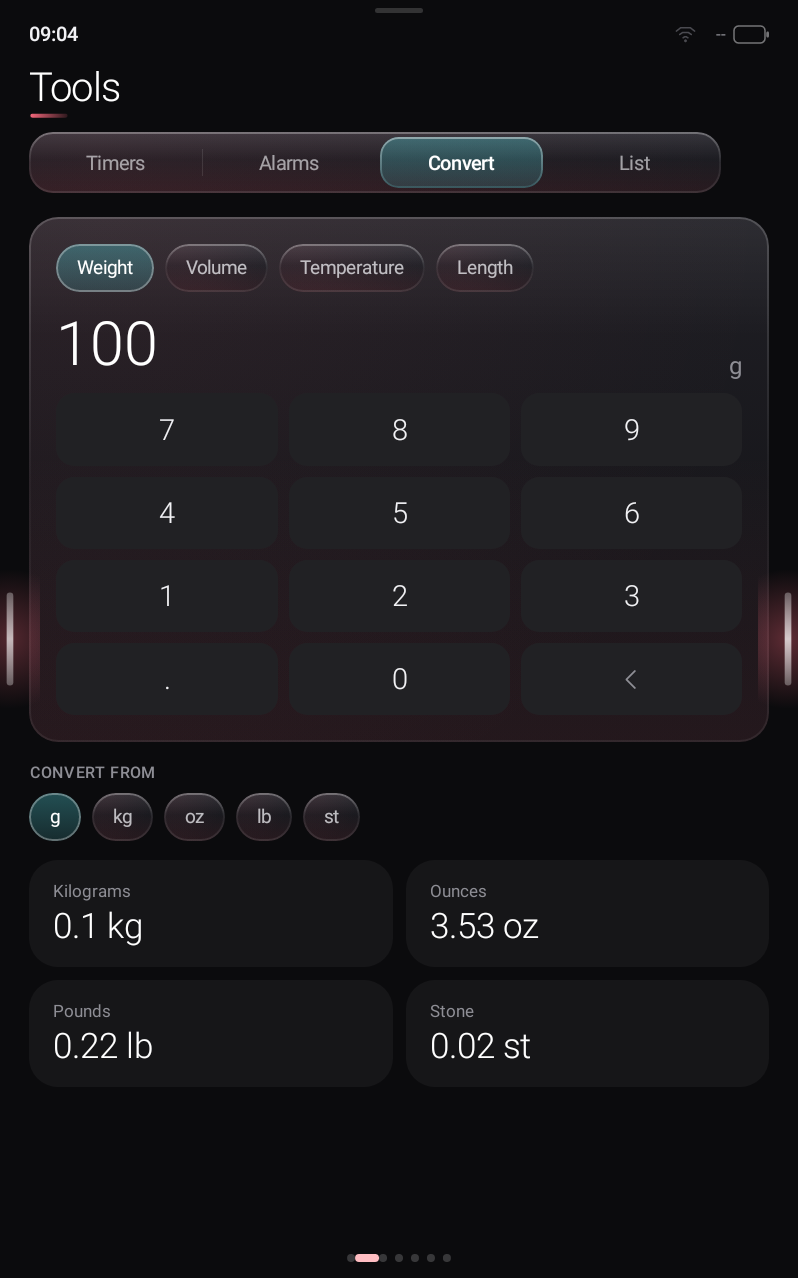 09:04 --
Tools
Timers Alarms Convert List
Weight Volume Temperature Length
100 g
7 8 9
4 5 6
1 2 3
. 0
CONVERT FROM
g kg oz lb st
Kilograms Ounces
0.1 kg 3.53 oz
Pounds Stone
0.22 lb 0.02 st